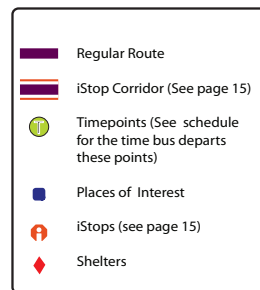 Regular Route
iStop Corridor (See page 15)
Timepoints (See schedule
for the time bus departs
these points)
Places of Interest
iStops (see page 15)
Shelters